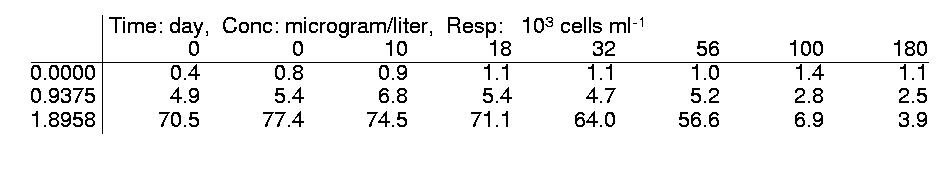 Time: day, Conc: microgram/liter, Resp: 10³ cells ml⁻¹
0 0 10 18 32 56 100 180
0.0000 0.4 0.8 0.9 1.1 1.1 1.0 1.4 1.1
0.9375 4.9 5.4 6.8 5.4 4.7 5.2 2.8 2.5
1.8958 70.5 77.4 74.5 71.1 64.0 56.6 6.9 3.9